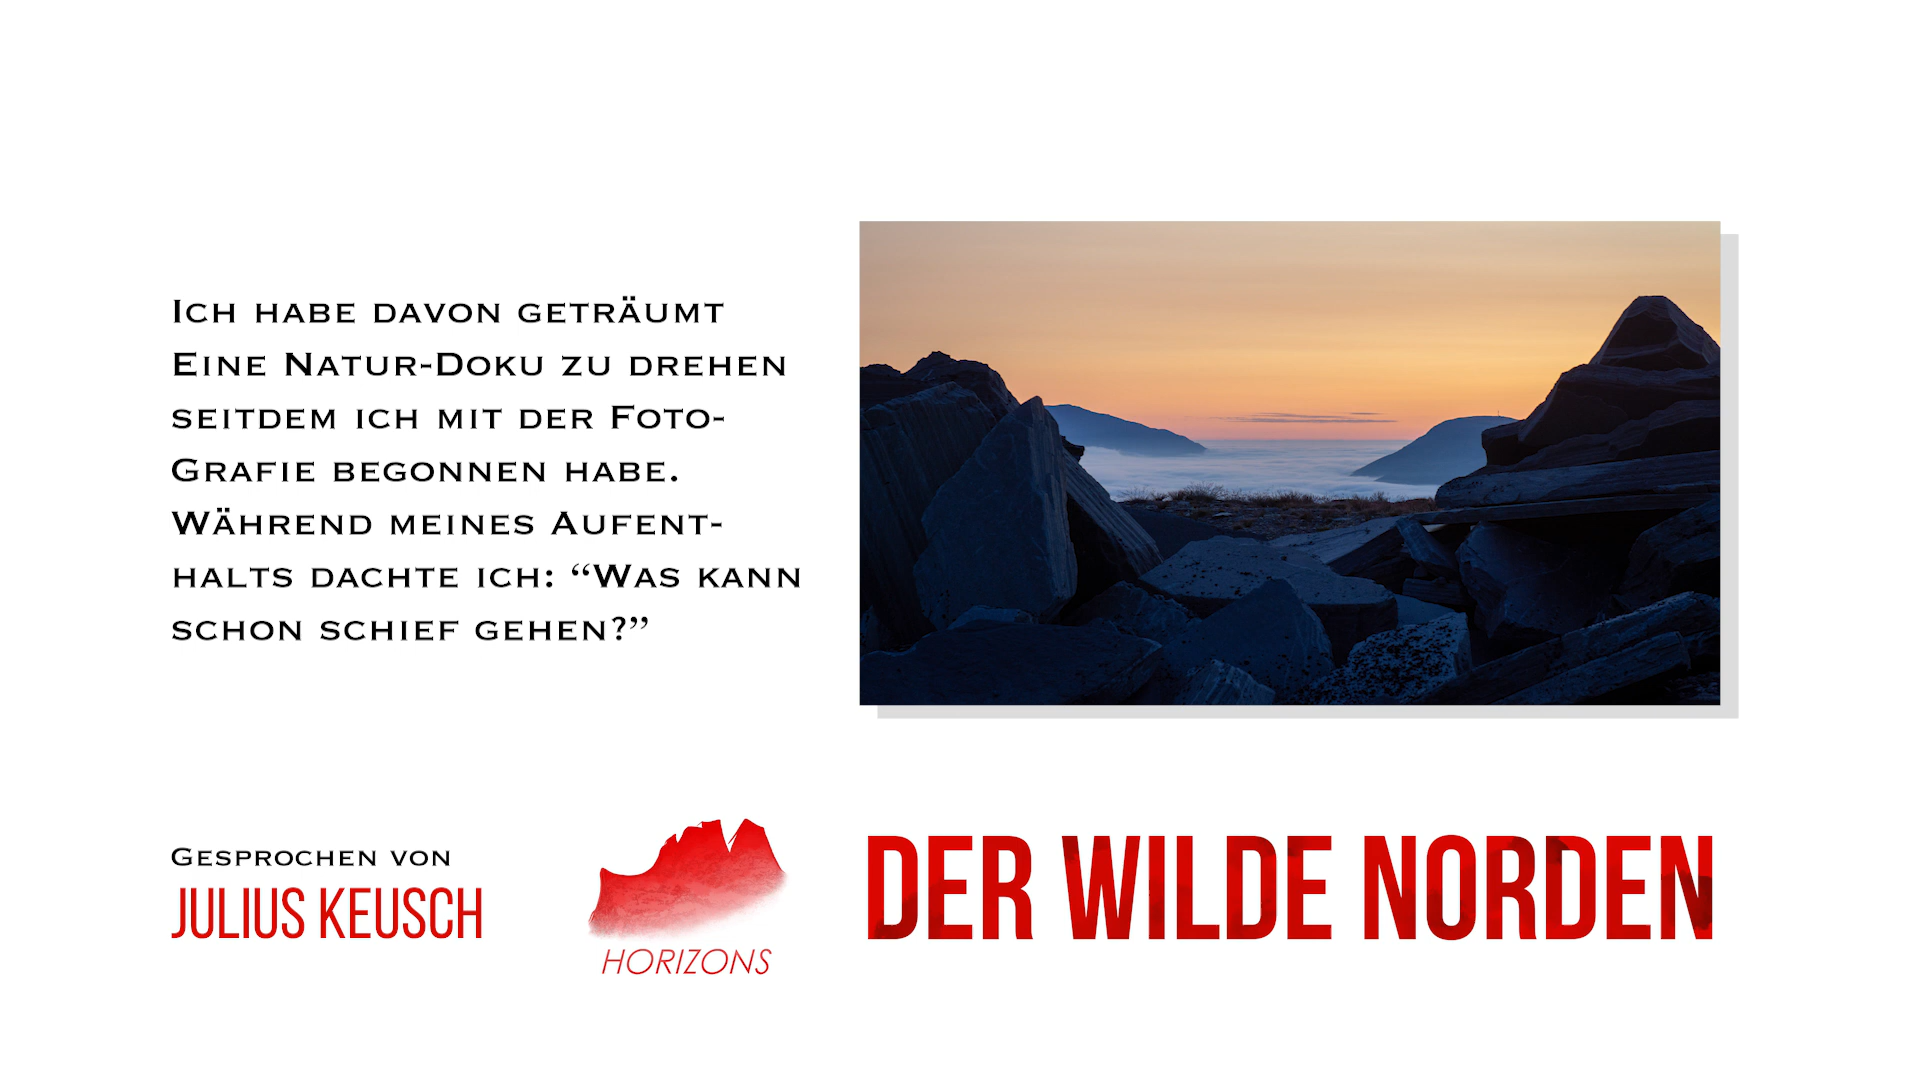 Ich habe davon geträumt
Eine Natur-Doku zu drehen
seitdem ich mit der Foto-
Grafie begonnen habe.
Während meines Aufent-
halts dachte ich: “Was kann
schon schief gehen?”
Gesprochen von
JULIUS KEUSCH
HORIZONS
DER WILDE NORDEN